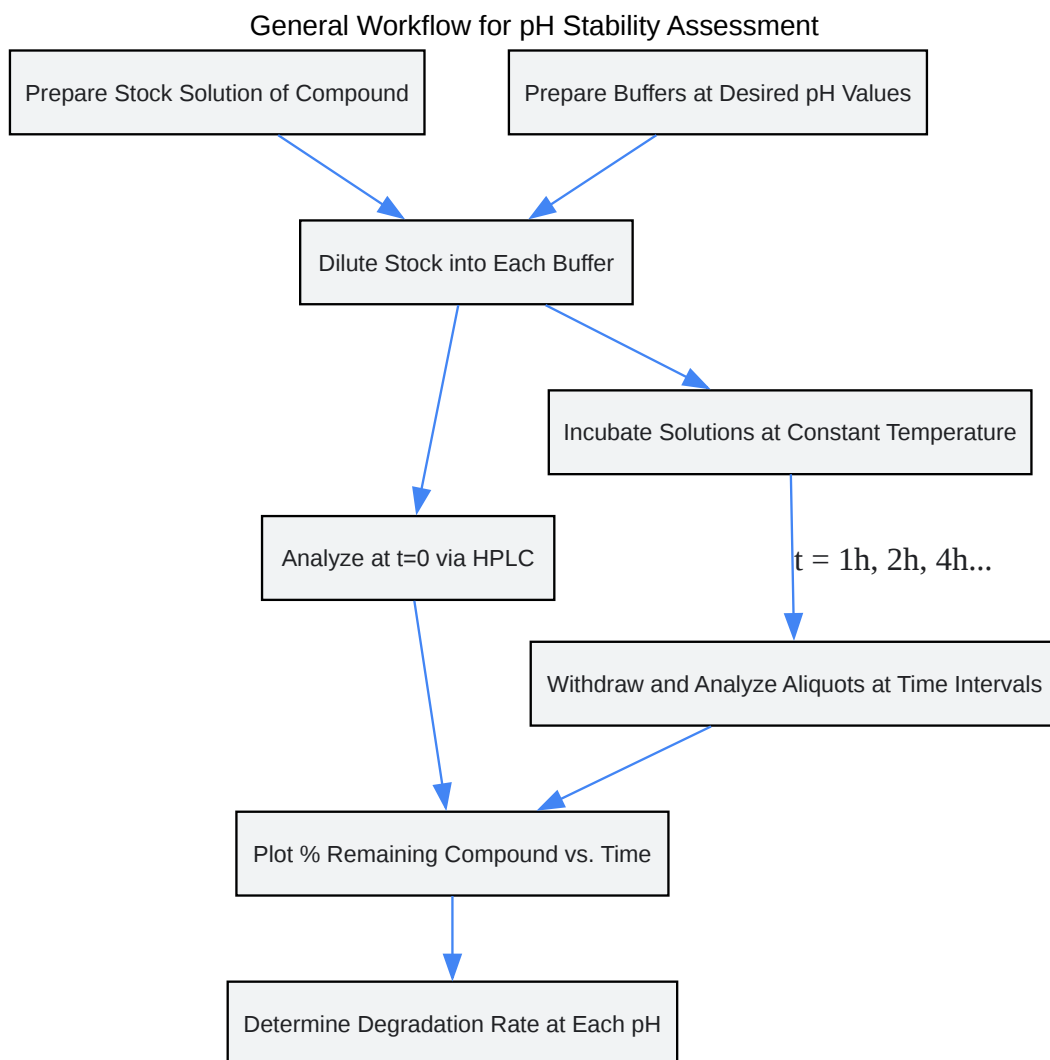 General Workflow for pH Stability Assessment
Prepare Stock Solution of Compound
Prepare Buffers at Desired pH Values
Dilute Stock into Each Buffer
Incubate Solutions at Constant Temperature
Analyze at t=0 via HPLC
t = 1h, 2h, 4h...
Withdraw and Analyze Aliquots at Time Intervals
Plot % Remaining Compound vs. Time
Determine Degradation Rate at Each pH